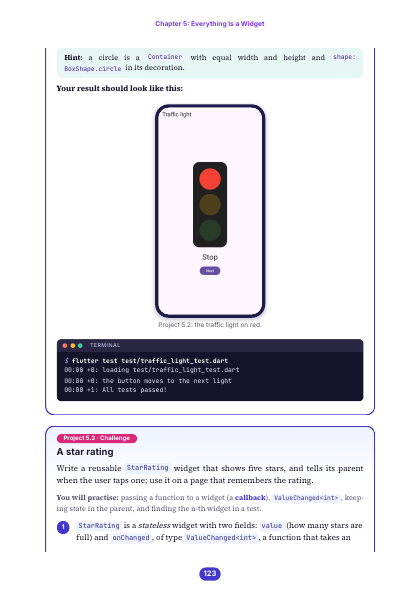 Chapter 5: Everything Is a Widget
Hint: a circle is a Container with equal width and height and shape:
BoxShape.circle in its decoration.
Your result should look like this:
Traffic light
Stop
Next
Project 5.2: the traffic light on red.
TERMINAL
$ flutter test test/traffic_light_test.dart
00:00 +0: loading test/traffic_light_test.dart
00:00 +0: the button moves to the next light
00:00 +1: All tests passed!
Project 5.3 · Challenge
A star rating
Write a reusable StarRating widget that shows five stars, and tells its parent
when the user taps one; use it on a page that remembers the rating.
You will practise: passing a function to a widget (a callback), ValueChanged<int>, keep-
ing state in the parent, and finding the n-th widget in a test.
1 StarRating is a stateless widget with two fields: value (how many stars are
full) and onChanged, of type ValueChanged<int>, a function that takes an
123